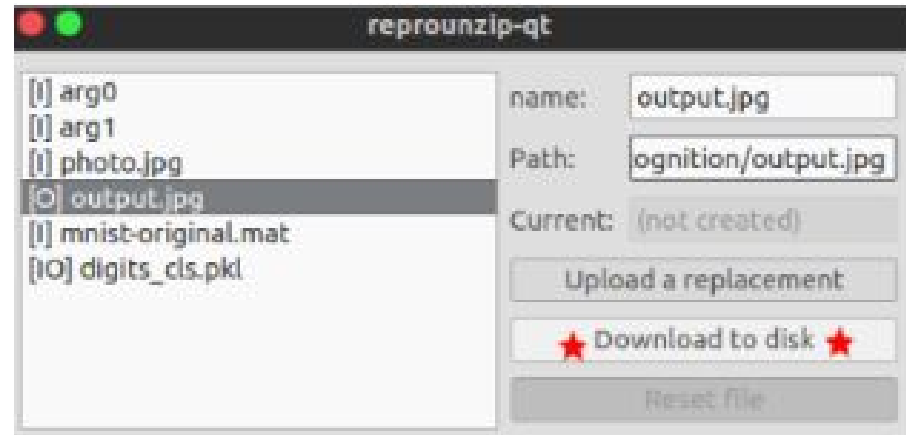 reprounzip-qt
[I] arg0
[I] arg1
[I] photo.jpg
[O] output.jpg
[I] mnist-original.mat
[IO] digits_cls.pkl
name: output.jpg
Path: ognition/output.jpg
Current: (not created)
Upload a replacement
Download to disk
Reset file